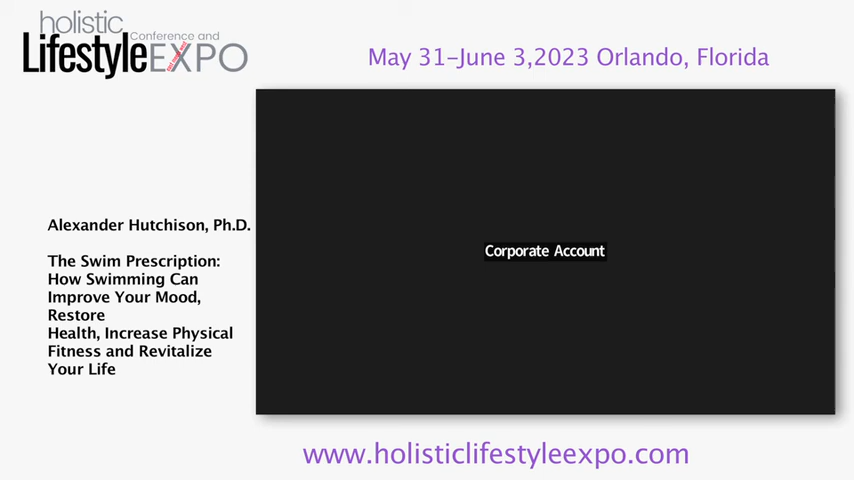 holistic
Conference and
LifestyleEXPO
May 31-June 3,2023 Orlando, Florida
Alexander Hutchison, Ph.D.
The Swim Prescription:
How Swimming Can
Improve Your Mood,
Restore
Health, Increase Physical
Fitness and Revitalize
Your Life
Corporate Account
www.holisticlifestyleexpo.com